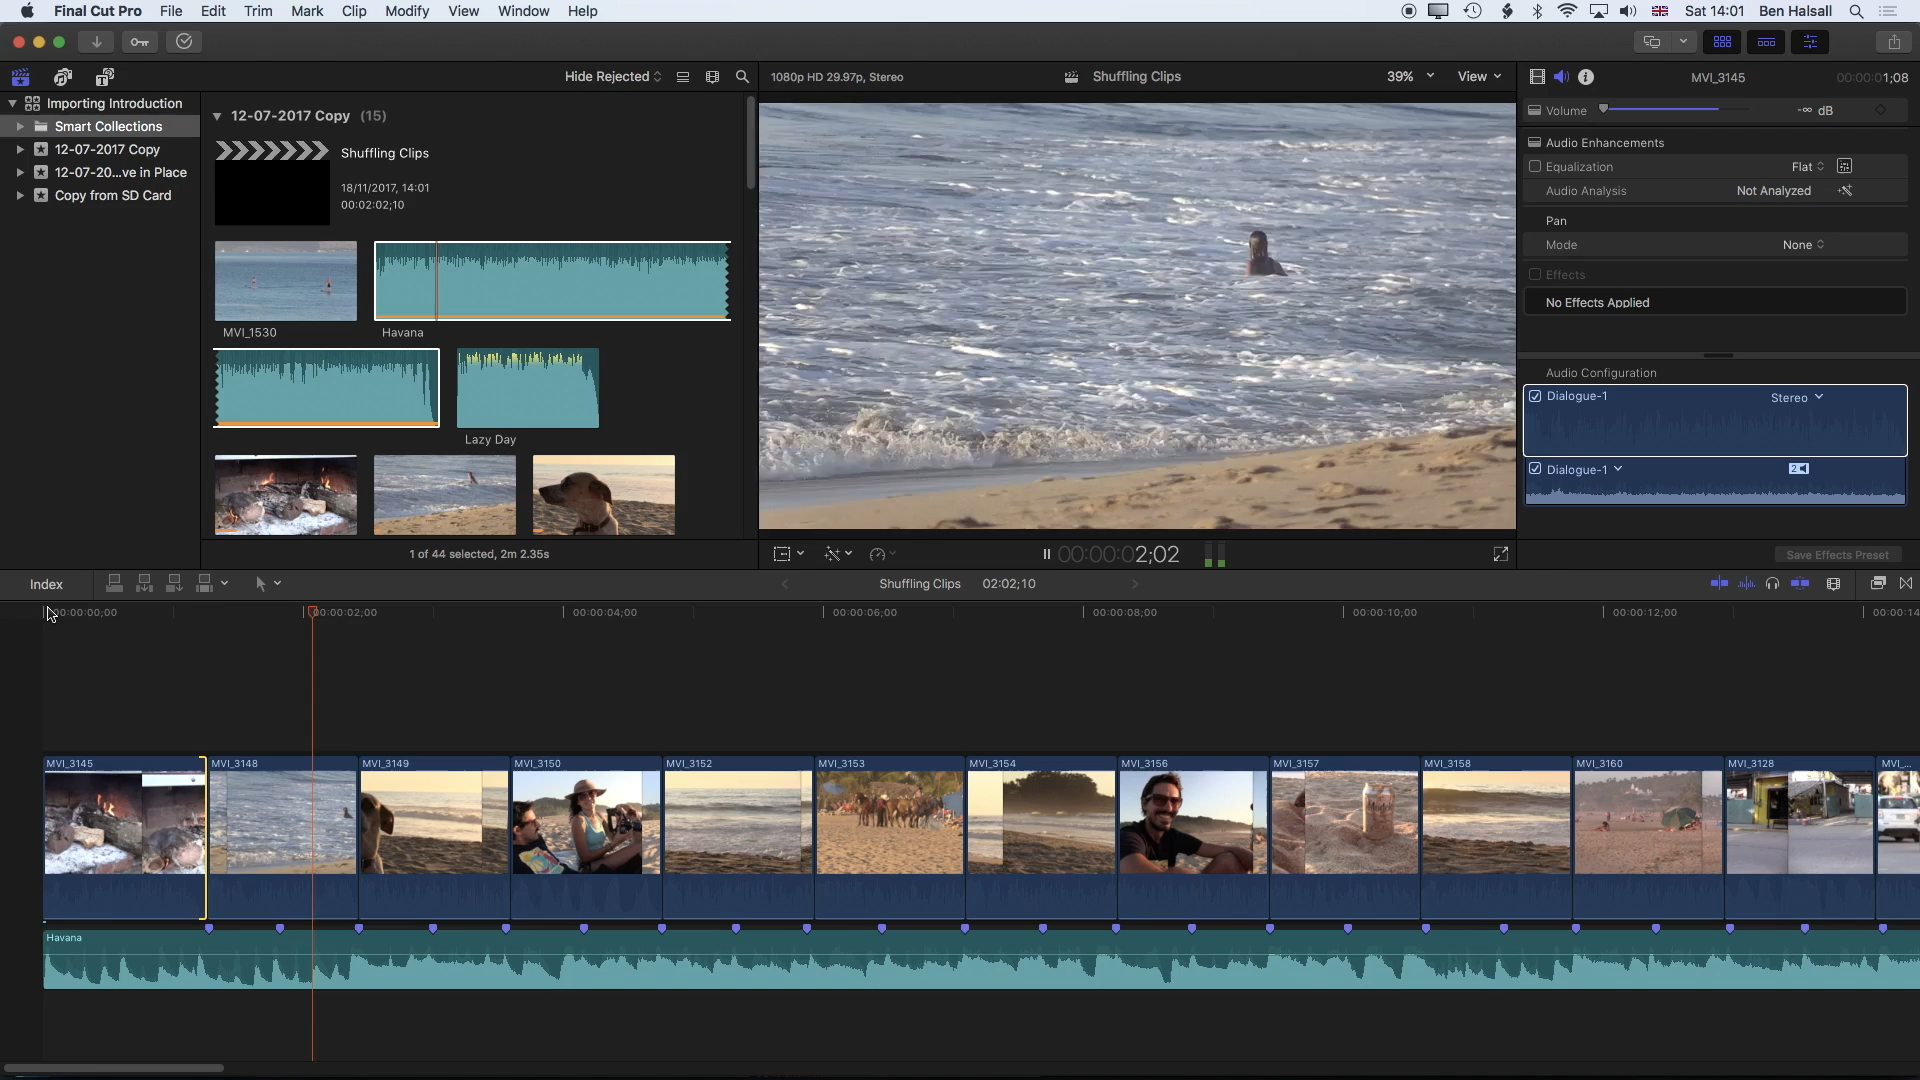 Final Cut Pro File Edit Trim Mark Clip Modify View Window Help Sat 14:01 Ben Halsall
Hide Rejected
1080p HD 29.97p, Stereo
Shuffling Clips
39%
View
MVI_3145
00:00:01;08
Importing Introduction
Smart Collections
12-07-2017 Copy
12-07-20...ve in Place
Copy from SD Card
12-07-2017 Copy (15)
Shuffling Clips
18/11/2017, 14:01
00:02:02;10
MVI_1530
Havana
Lazy Day
1 of 44 selected, 2m 2.35s
Volume
-∞ dB
Audio Enhancements
Equalization
Flat
Audio Analysis
Not Analyzed
Pan
Mode
None
Effects
No Effects Applied
Audio Configuration
Dialogue-1
Stereo
Dialogue-1
2
Save Effects Preset
00:00:02;02
Index
Shuffling Clips
02:02;10
00:00:00;00
00:00:02;00
00:00:04;00
00:00:06;00
00:00:08;00
00:00:10;00
00:00:12;00
00:00:14
MVI_3145
MVI_3148
MVI_3149
MVI_3150
MVI_3152
MVI_3153
MVI_3154
MVI_3156
MVI_3157
MVI_3158
MVI_3160
MVI_3128
MVI_...
Havana